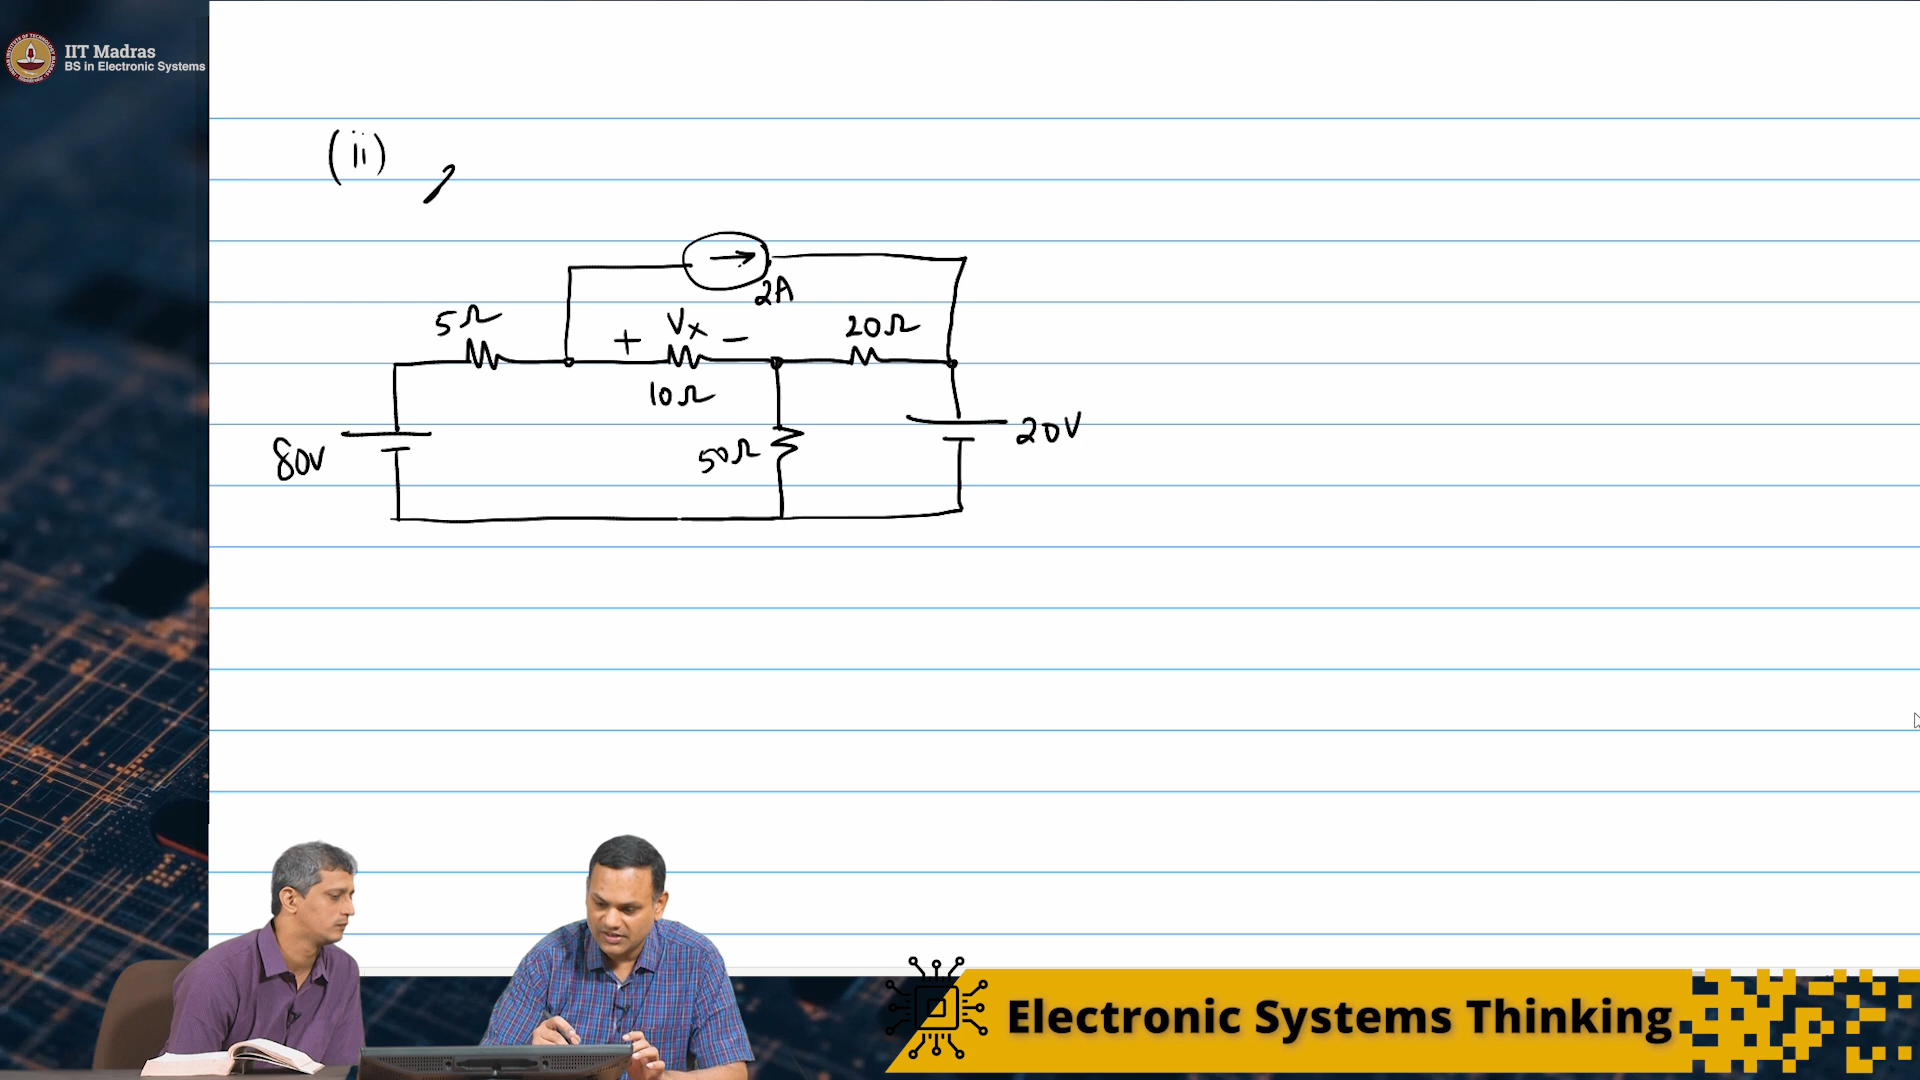 IIT Madras
BS in Electronic Systems
(ii)
2A
5Ω
+ Vx −
20Ω
10Ω
80V
50Ω
20V
Electronic Systems Thinking